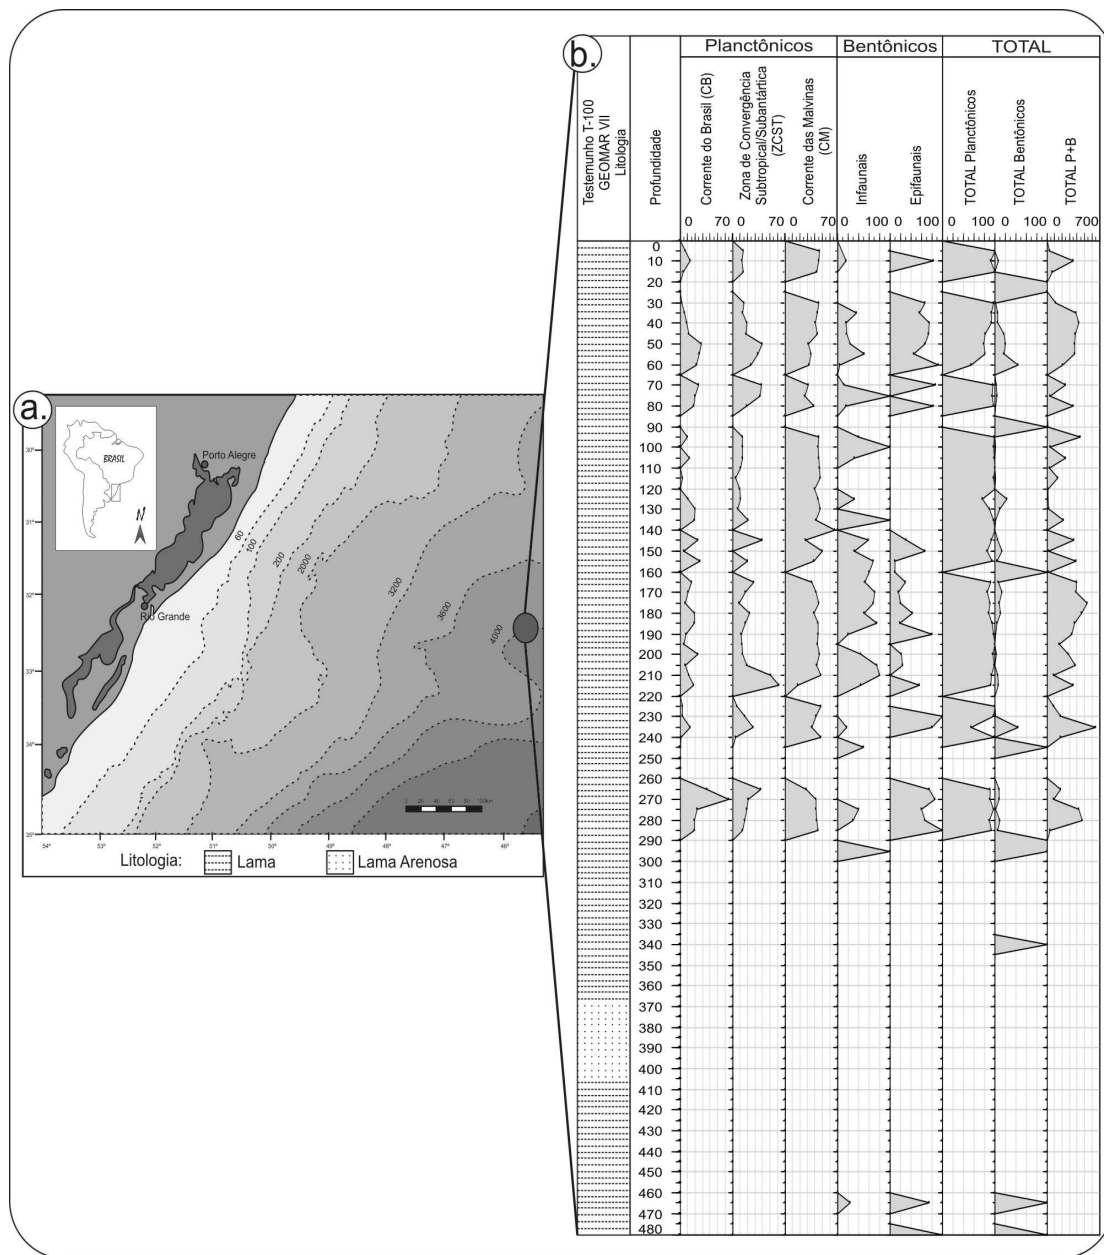 a.
BRASIL
N
Porto Alegre
Rio Grande
60
100
200
2000
3200
3600
4000
30°
31°
32°
33°
34°
35°
54°
53°
52°
51°
50°
49°
48°
47°
46°
0 20 40 60 80 100km
Litologia: Lama Lama Arenosa
b.
Planctônicos Bentônicos TOTAL
Testemunho T-100
GEOMAR VII
Litologia
Profundidade
Corrente do Brasil (CB)
Zona de Convergência
Subtropical/Subantártica
(ZCST)
Corrente das Malvinas
(CM)
Infaunais
Epifaunais
TOTAL Planctônicos
TOTAL Bentônicos
TOTAL P+B
0 70 0 70 0 70 0 100 0 100 0 100 0 100 0 700
0
10
20
30
40
50
60
70
80
90
100
110
120
130
140
150
160
170
180
190
200
210
220
230
240
250
260
270
280
290
300
310
320
330
340
350
360
370
380
390
400
410
420
430
440
450
460
470
480